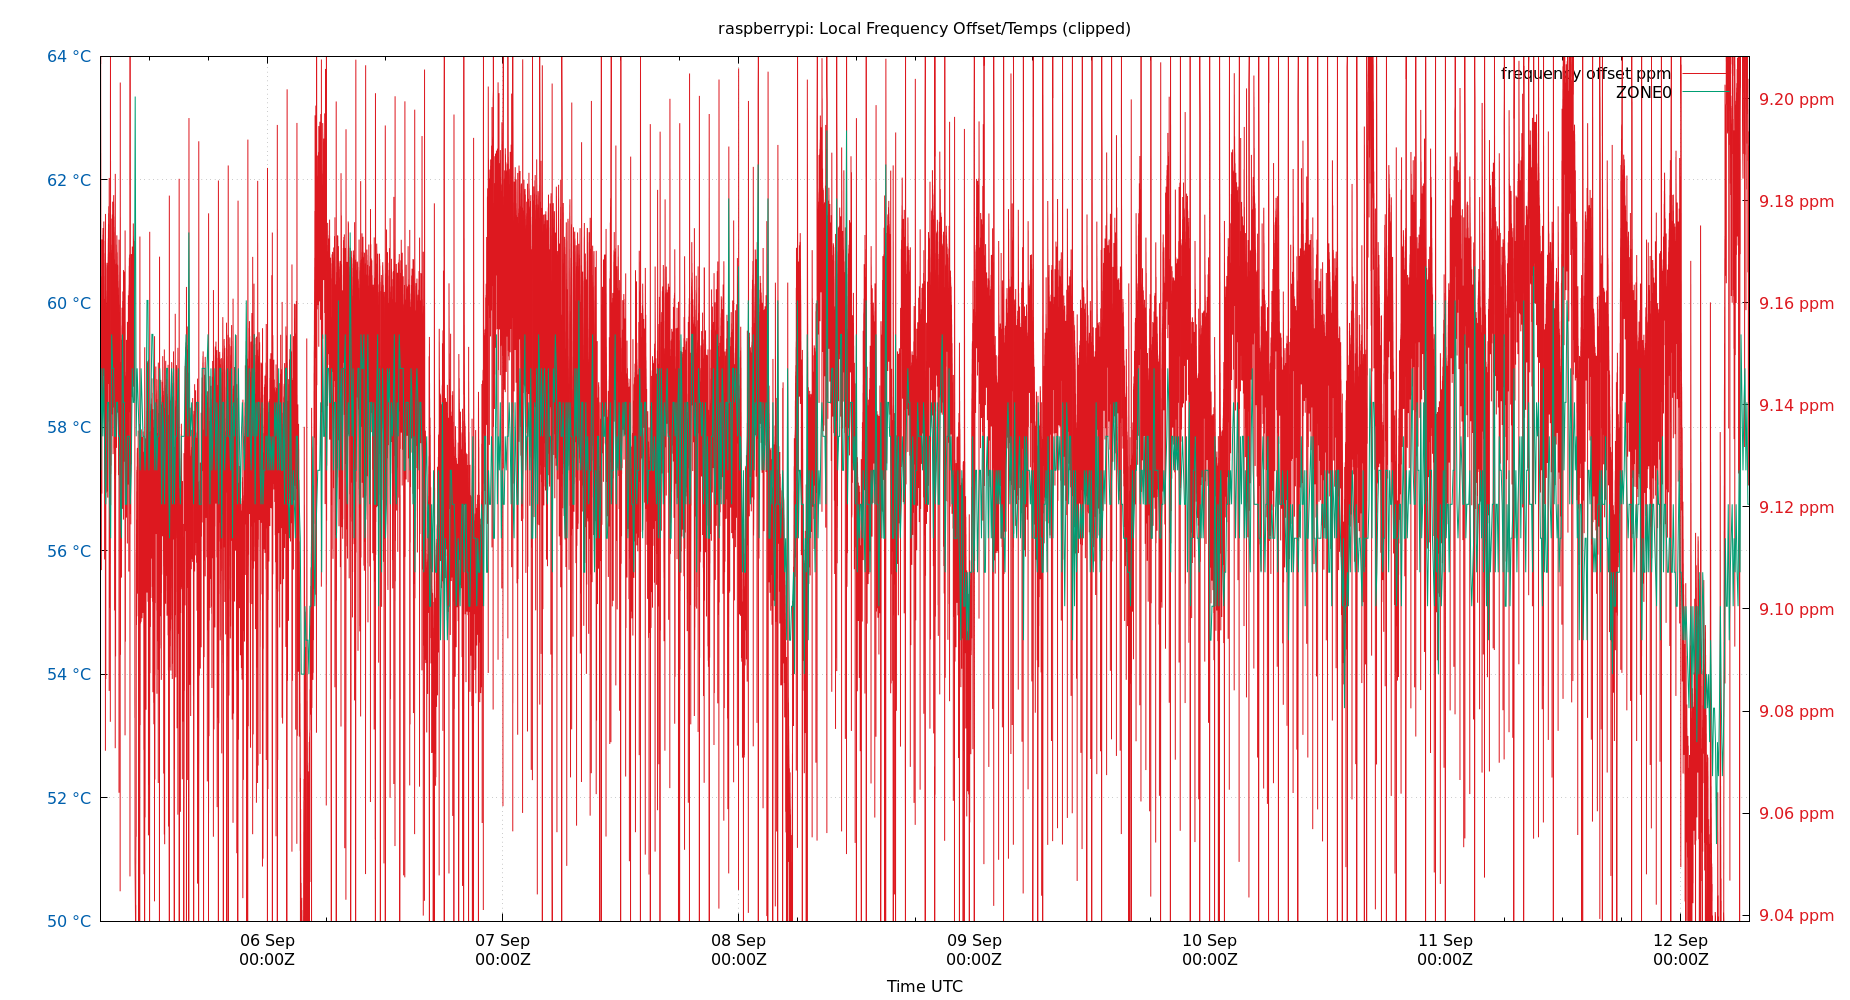 raspberrypi: Local Frequency Offset/Temps (clipped)
64 °C
62 °C
60 °C
58 °C
56 °C
54 °C
52 °C
50 °C
frequency offset ppm
ZONE0
9.20 ppm
9.18 ppm
9.16 ppm
9.14 ppm
9.12 ppm
9.10 ppm
9.08 ppm
9.06 ppm
9.04 ppm
06 Sep
00:00Z
07 Sep
00:00Z
08 Sep
00:00Z
09 Sep
00:00Z
10 Sep
00:00Z
11 Sep
00:00Z
12 Sep
00:00Z
Time UTC